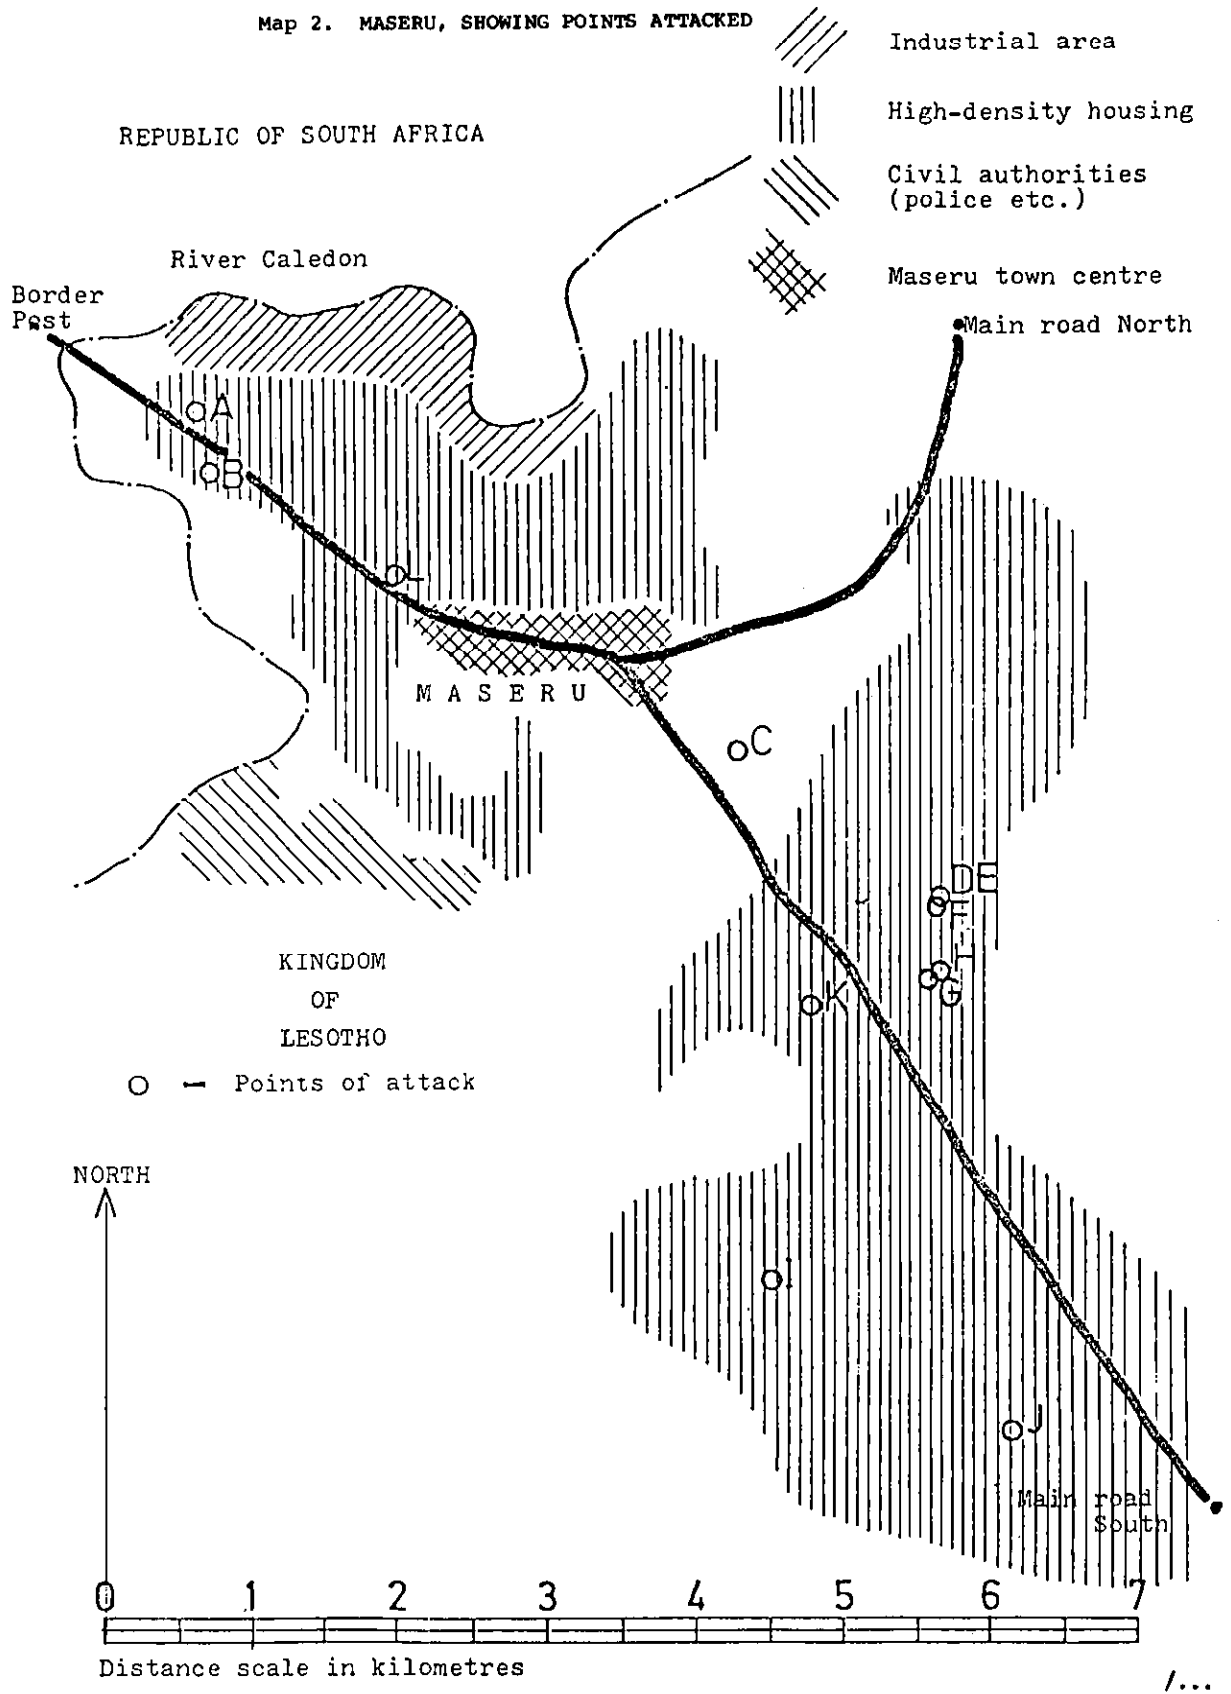 Map 2. MASERU, SHOWING POINTS ATTACKED
Industrial area
High-density housing
REPUBLIC OF SOUTH AFRICA
Civil authorities
(police etc.)
River Caledon
Maseru town centre
Border
Post
Main road North
A
B
L
MASERU
C
D E
F
H
G
K
KINGDOM
OF
LESOTHO
O - Points of attack
NORTH
I
J
Main road
South
0 1 2 3 4 5 6 7
Distance scale in kilometres
/...